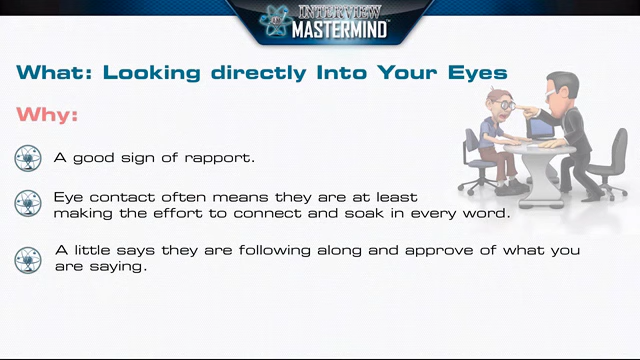 INTERVIEW
MASTERMIND™
What: Looking directly Into Your Eyes
Why:
A good sign of rapport.
Eye contact often means they are at least
making the effort to connect and soak in every word.
A little says they are following along and approve of what you
are saying.